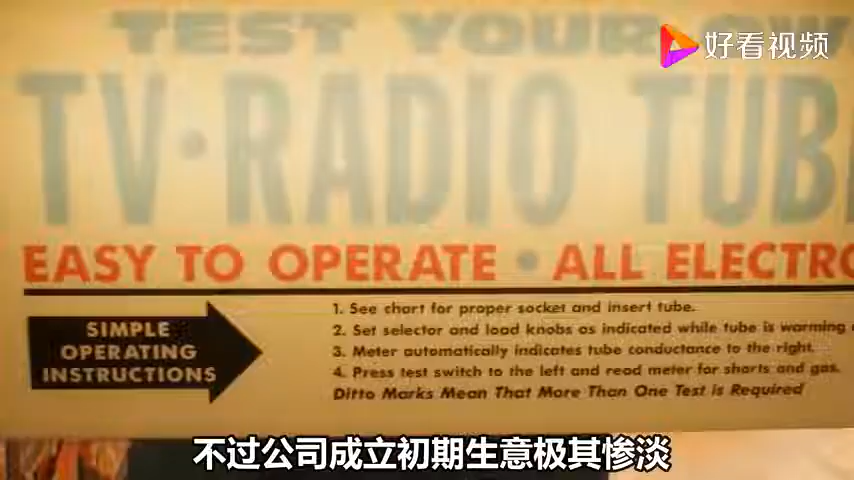 TEST YOUR OW
好看视频
TV·RADIO TUB
EASY TO OPERATE • ALL ELECTRO
SIMPLE
OPERATING
INSTRUCTIONS
1. See chart for proper socket and insert tube.
2. Set selector and load knobs as indicated while tube is warming
3. Meter automatically indicates tube conductance to the right.
4. Press test switch to the left and read meter for shorts and gas.
Ditto Marks Mean That More Than One Test is Required
不过公司成立初期生意极其惨淡